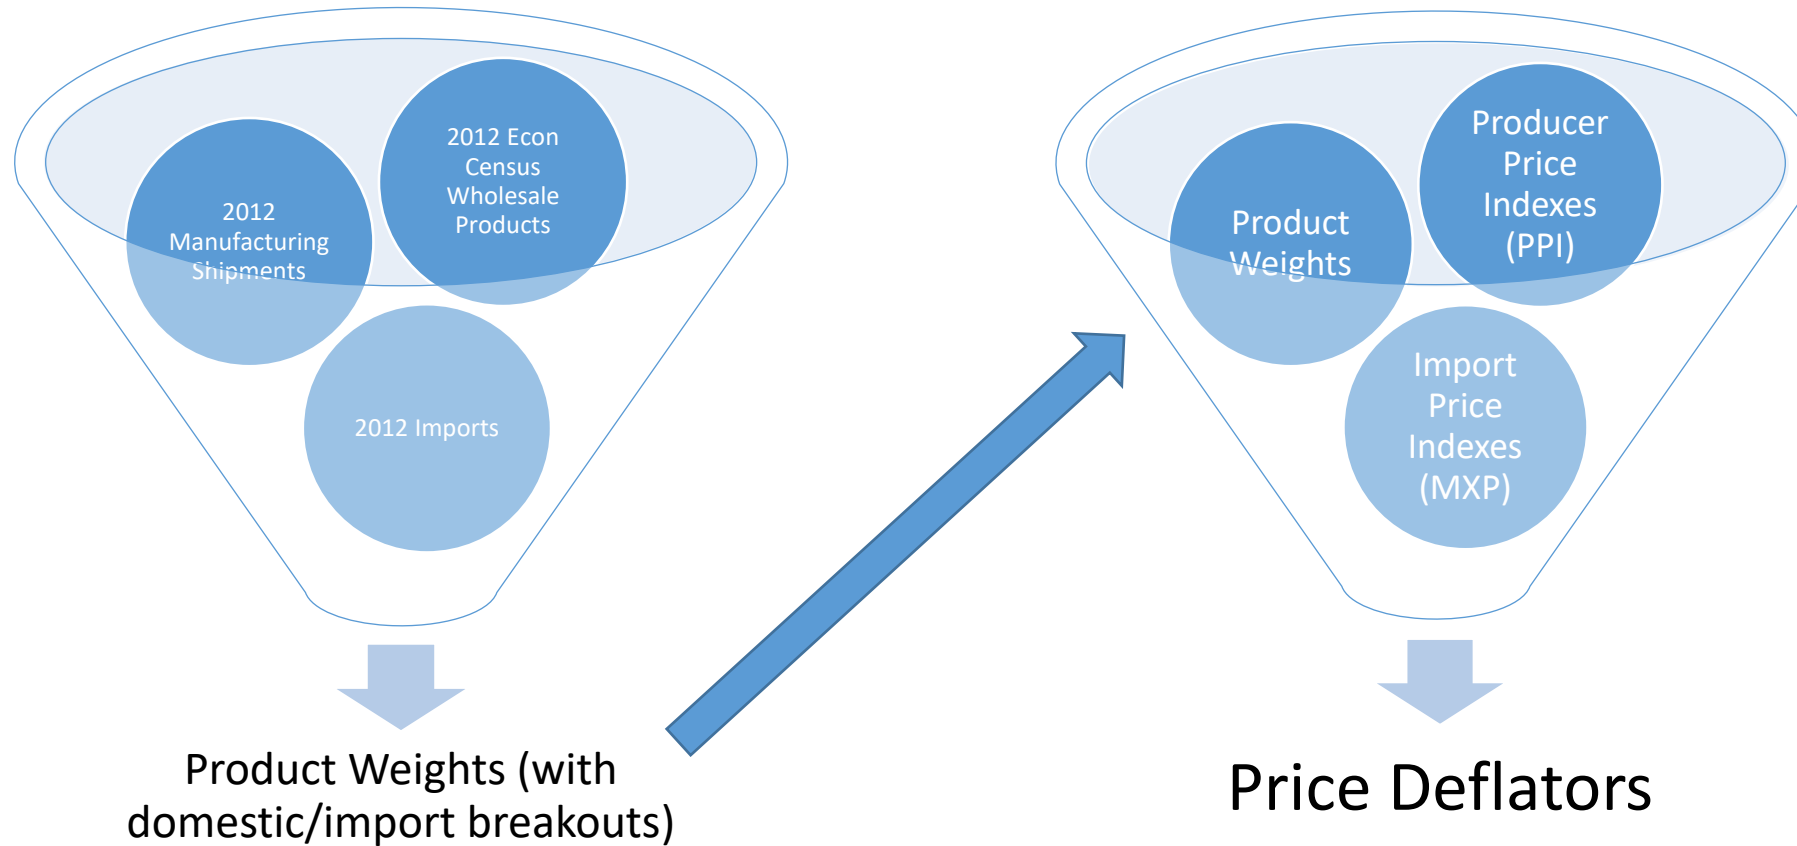 2012 Econ
Census
Wholesale
Products
2012
Manufacturing
Shipments
2012 Imports
Product Weights (with
domestic/import breakouts)
Producer
Price
Indexes
(PPI)
Product
Weights
Import
Price
Indexes
(MXP)
Price Deflators